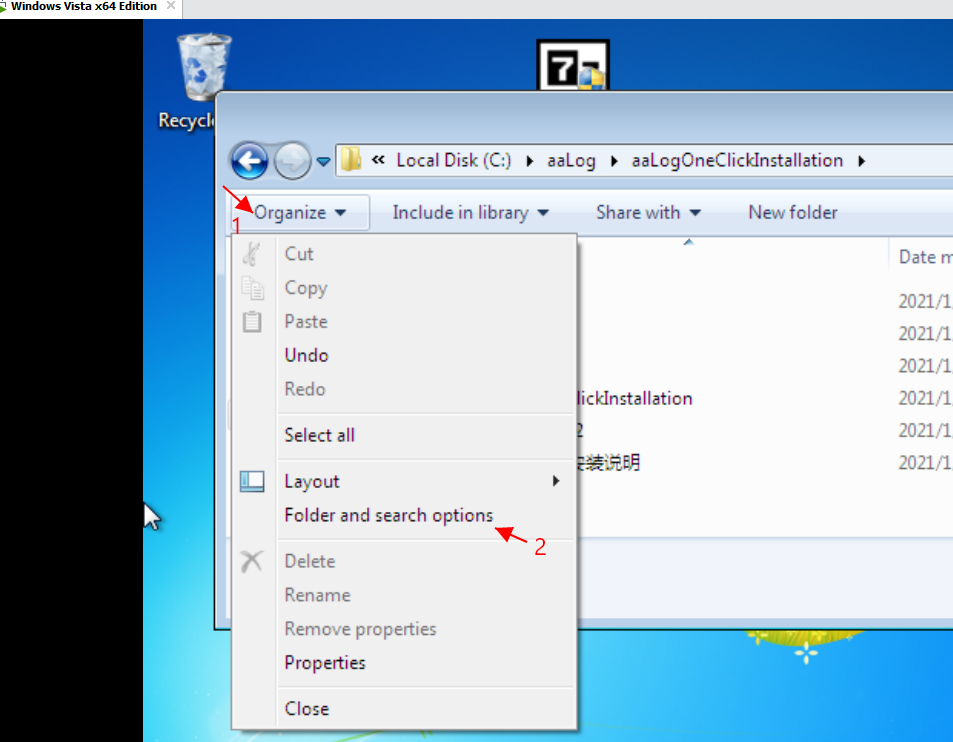 Windows Vista x64 Edition
7
Recycl
« Local Disk (C:) aaLog aaLogOneClickInstallation
1
Organize Include in library Share with New folder
Cut
Date m
Copy
2021/1
Paste
2021/1
Undo
2021/1
Redo
lickInstallation 2021/1
Select all
2 2021/1
安装说明 2021/1
Layout
Folder and search options
2
Delete
Rename
Remove properties
Properties
Close